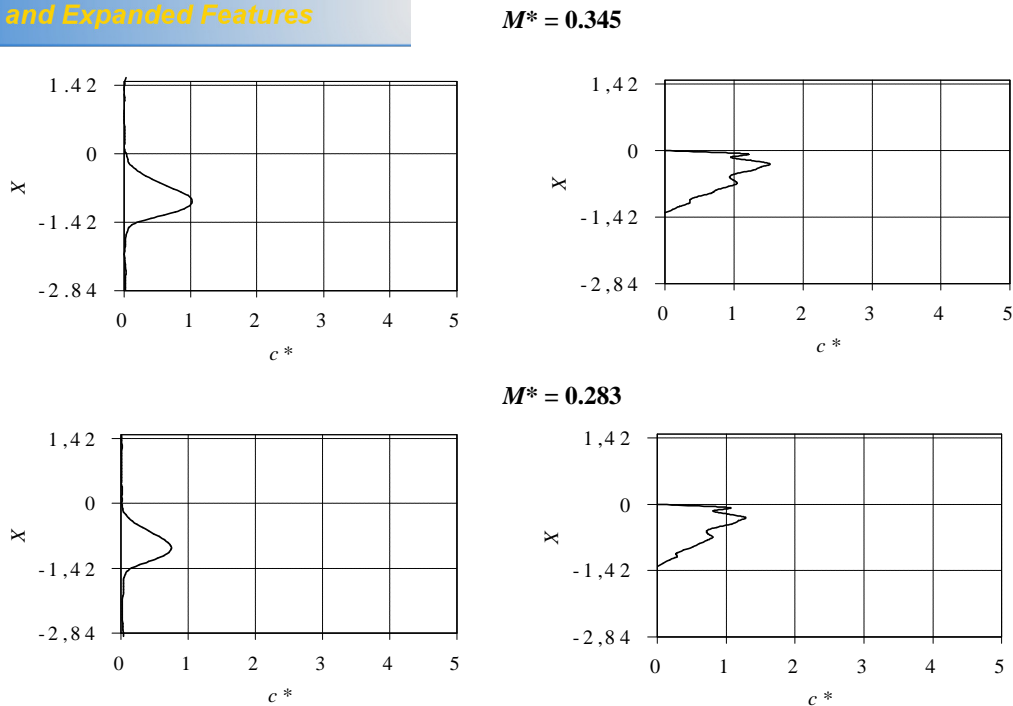 and Expanded Features
M* = 0.345
1.42
0
-1.42
-2.84
X
0 1 2 3 4 5
c *
1,42
0
-1,42
-2,84
X
0 1 2 3 4 5
c *
M* = 0.283
1,42
0
-1,42
-2,84
X
0 1 2 3 4 5
c *
1,42
0
-1,42
-2,84
X
0 1 2 3 4 5
c *